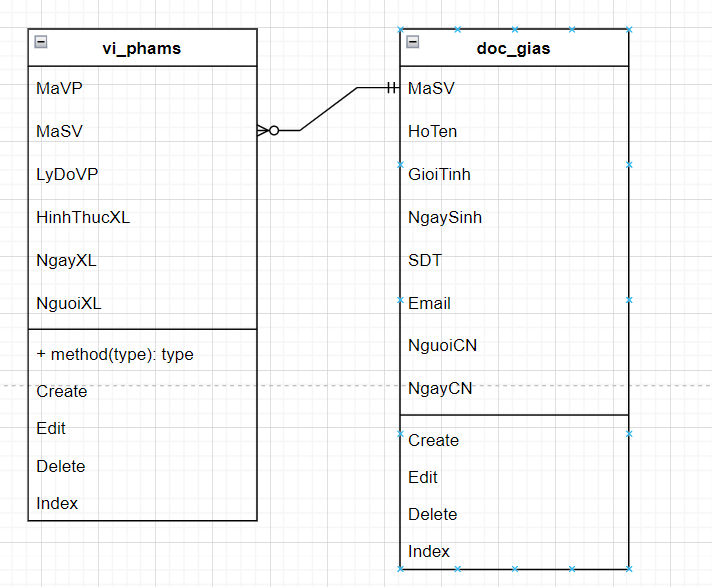 vi_phams
MaVP
MaSV
LyDoVP
HinhThucXL
NgayXL
NguoiXL
+ method(type): type
Create
Edit
Delete
Index
doc_gias
MaSV
HoTen
GioiTinh
NgaySinh
SDT
Email
NguoiCN
NgayCN
Create
Edit
Delete
Index